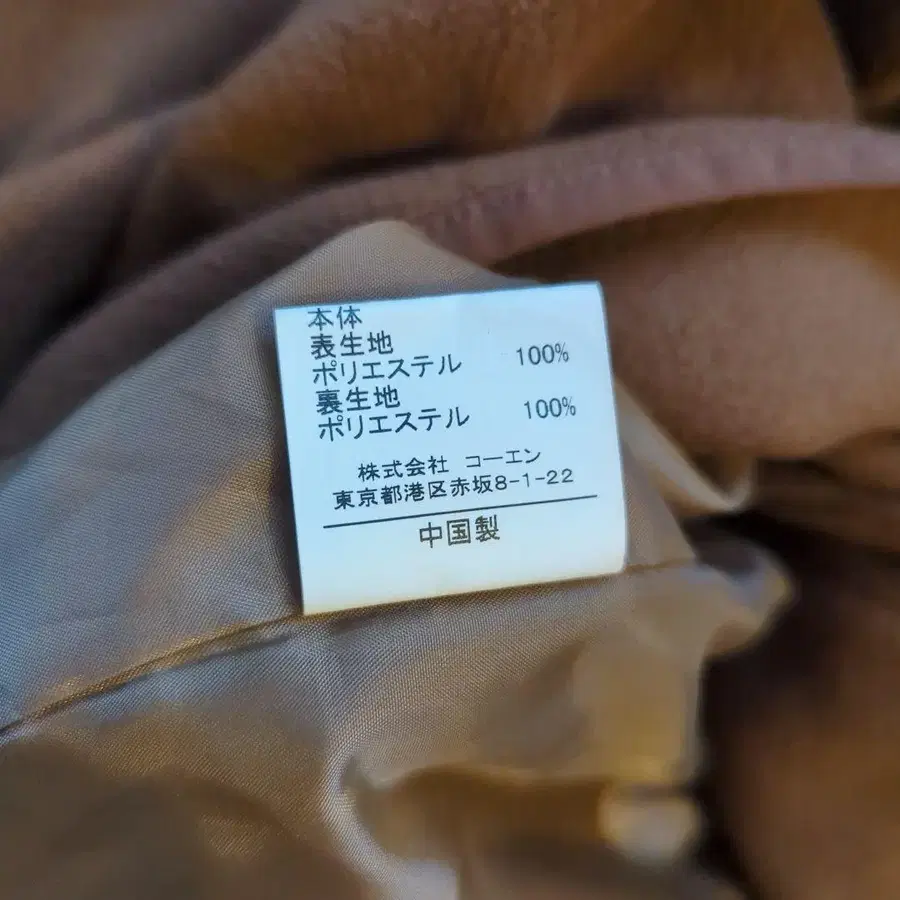 本体
表生地
ポリエステル 100%
裏生地
ポリエステル 100%
株式会社 コーエン
東京都港区赤坂8-1-22
中国製